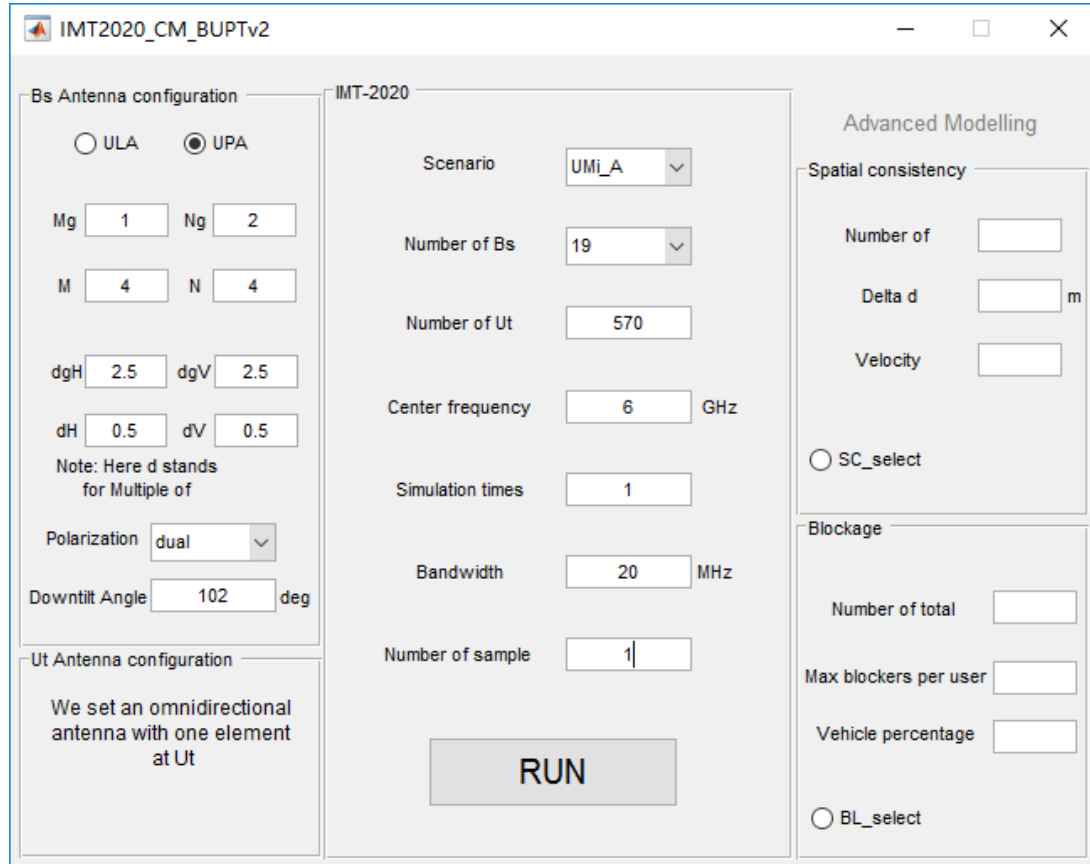 IMT2020_CM_BUPTv2
Bs Antenna configuration
ULA UPA
Mg 1 Ng 2
M 4 N 4
dgH 2.5 dgV 2.5
dH 0.5 dV 0.5
Note: Here d stands
for Multiple of
Polarization dual
Downtilt Angle 102 deg
Ut Antenna configuration
We set an omnidirectional
antenna with one element
at Ut
IMT-2020
Scenario UMi_A
Number of Bs 19
Number of Ut 570
Center frequency 6 GHz
Simulation times 1
Bandwidth 20 MHz
Number of sample 1
RUN
Advanced Modelling
Spatial consistency
Number of
Delta d m
Velocity
SC_select
Blockage
Number of total
Max blockers per user
Vehicle percentage
BL_select